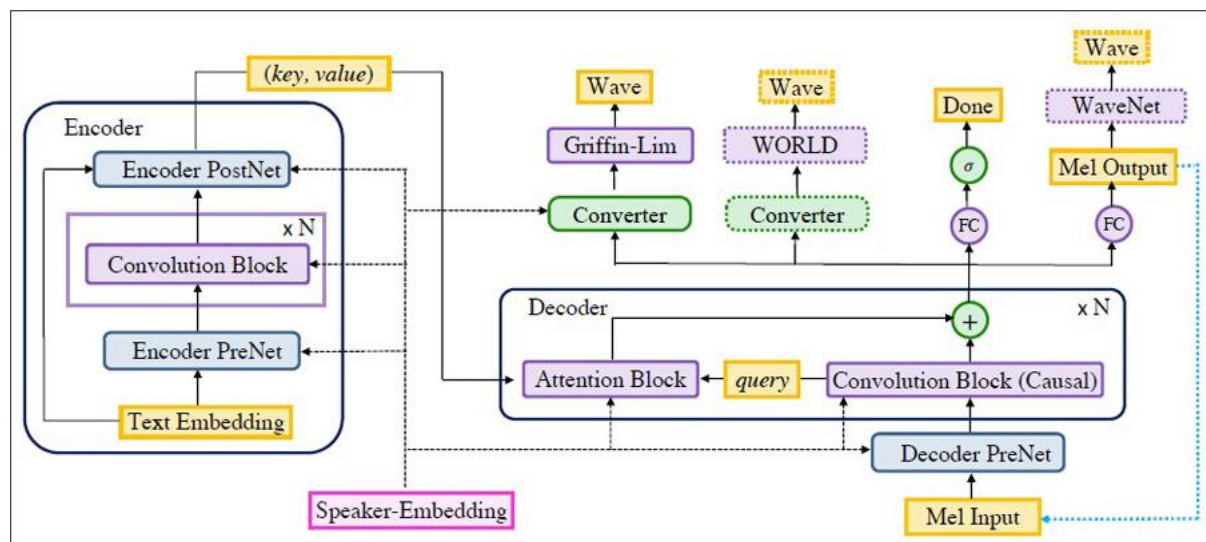 (key, value)
Encoder
Encoder PostNet
x N
Convolution Block
Encoder PreNet
Text Embedding
Speaker-Embedding
Wave
Griffin-Lim
Converter
Wave
WORLD
Converter
Done
σ
FC
Wave
WaveNet
Mel Output
FC
Decoder
x N
+
Attention Block
query
Convolution Block (Causal)
Decoder PreNet
Mel Input